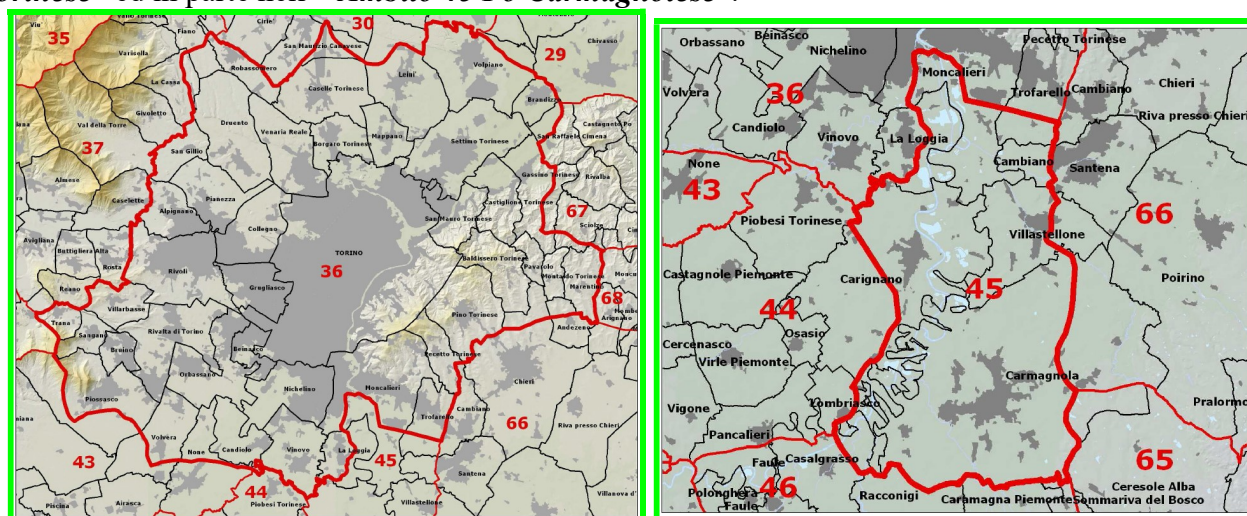 30
35
29
37
Vallo Torinese
Fiano
Cirie'
San Maurizio Canavese
Chivasso
Varisella
Robassomero
Volpiano
Leini'
La Cassa
Caselle Torinese
Brandizzo
Givoletto
Druento
Castagneto Po
Val della Torre
Venaria Reale
Mappano
San Raffaele Cimena
Borgaro Torinese
Settimo Torinese
San Gillio
Gassino Torinese
Rivalba
Almese
Caselette
Pianezza
Castiglione Torinese
67
Alpignano
San Mauro Torinese
Sciolze
Collegno
Avigliana
Buttigliera Alta
TORINO
Baldissero Torinese
Rosta
Rivoli
36
Pavarolo
Montaldo Torinese
Reano
Grugliasco
Marentino
68
Villarbasse
Trana
Pino Torinese
Arignano
Sangano
Rivalta di Torino
Andezeno
Bruino
Beinasco
Pecetto Torinese
Orbassano
Chieri
Nichelino
Moncalieri
Piossasco
Cambiano
Trofarello
66
Riva presso Chieri
Volvera
None
Candiolo
Vinovo
La Loggia
43
45
Santena
44
Airasca
Piscina
Piobesi Torinese
Villastellone
Villanova d'
Orbassano
Beinasco
Nichelino
Pecetto Torinese
Moncalieri
Volvera
36
Trofarello
Cambiano
Chieri
Riva presso Chieri
Candiolo
Vinovo
La Loggia
None
Cambiano
Santena
43
66
Piobesi Torinese
Villastellone
Castagnole Piemonte
Carignano
45
Poirino
44
Osasio
Cercenasco
Virle Piemonte
Carmagnola
Vigone
Lombriasco
Pralormo
Pancalieri
Faule
Casalgrasso
65
Polonghera
46
Faule
Racconigi
Caramagna Piemonte
Ceresole Alba
Sommariva del Bosco